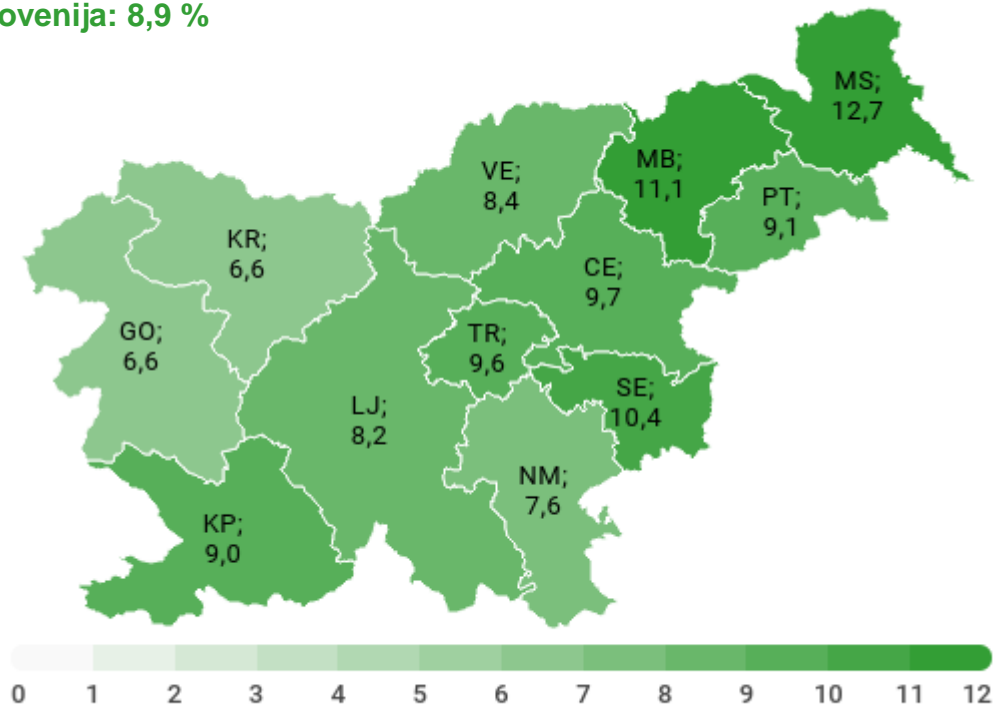 ovenija: 8,9 %
MS;
12,7
MB;
11,1
VE;
8,4
PT;
9,1
KR;
6,6
CE;
9,7
GO;
6,6
TR;
9,6
SE;
10,4
LJ;
8,2
NM;
7,6
KP;
9,0
0 1 2 3 4 5 6 7 8 9 10 11 12